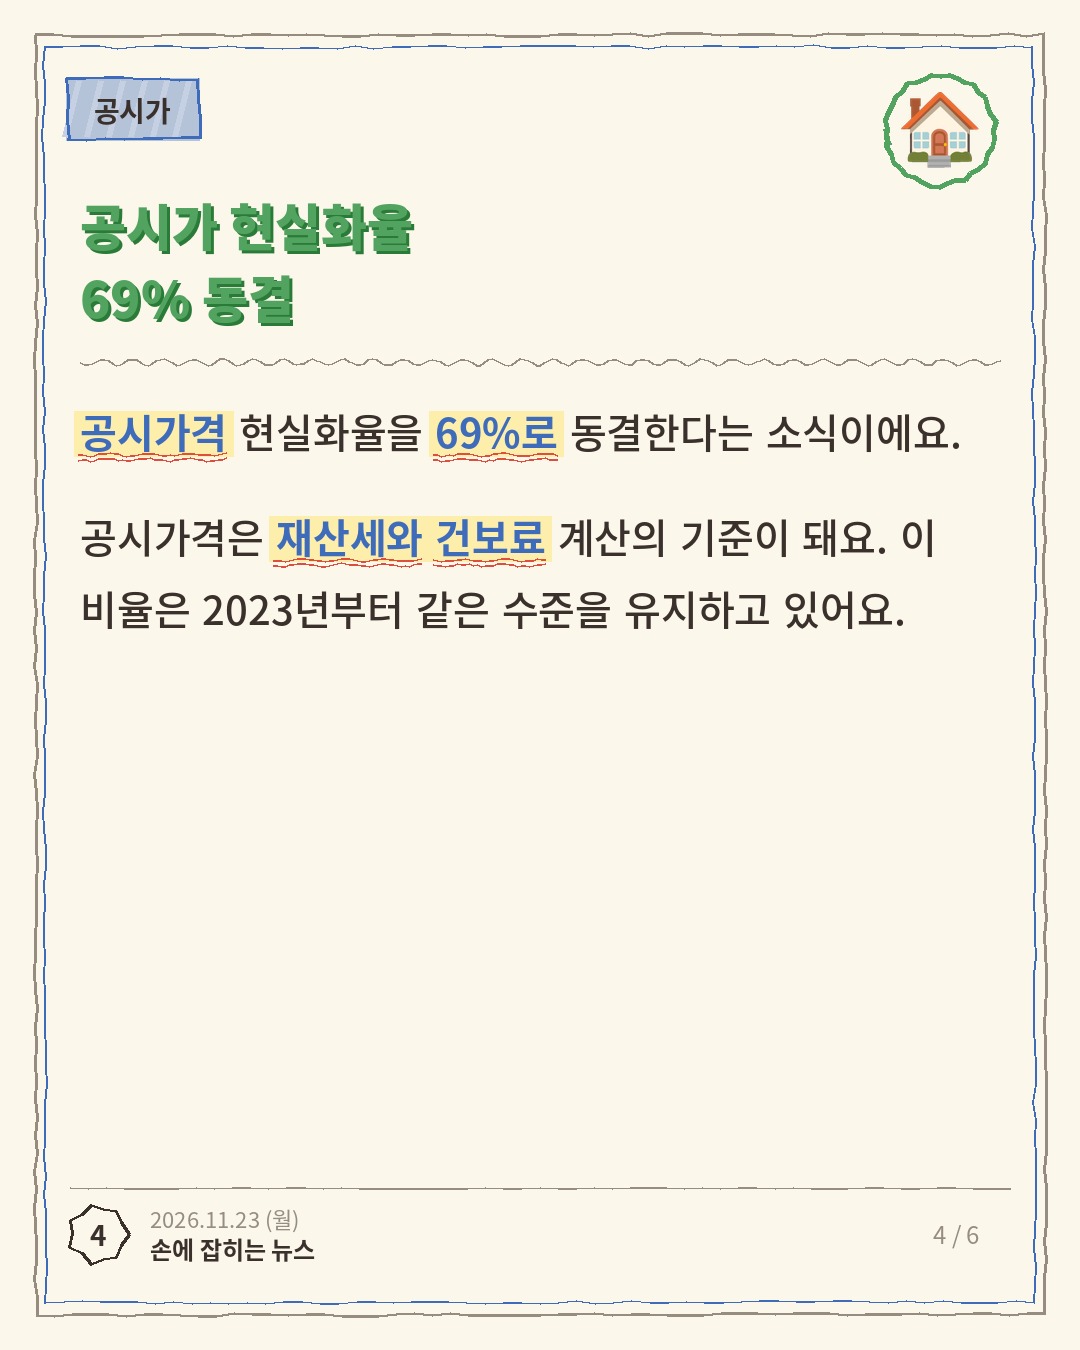 공시가
공시가 현실화율
69% 동결
공시가격 현실화율을 69%로 동결한다는 소식이에요.
공시가격은 재산세와 건보료 계산의 기준이 돼요. 이
비율은 2023년부터 같은 수준을 유지하고 있어요.
4
2026.11.23 (월)
손에 잡히는 뉴스
4 / 6